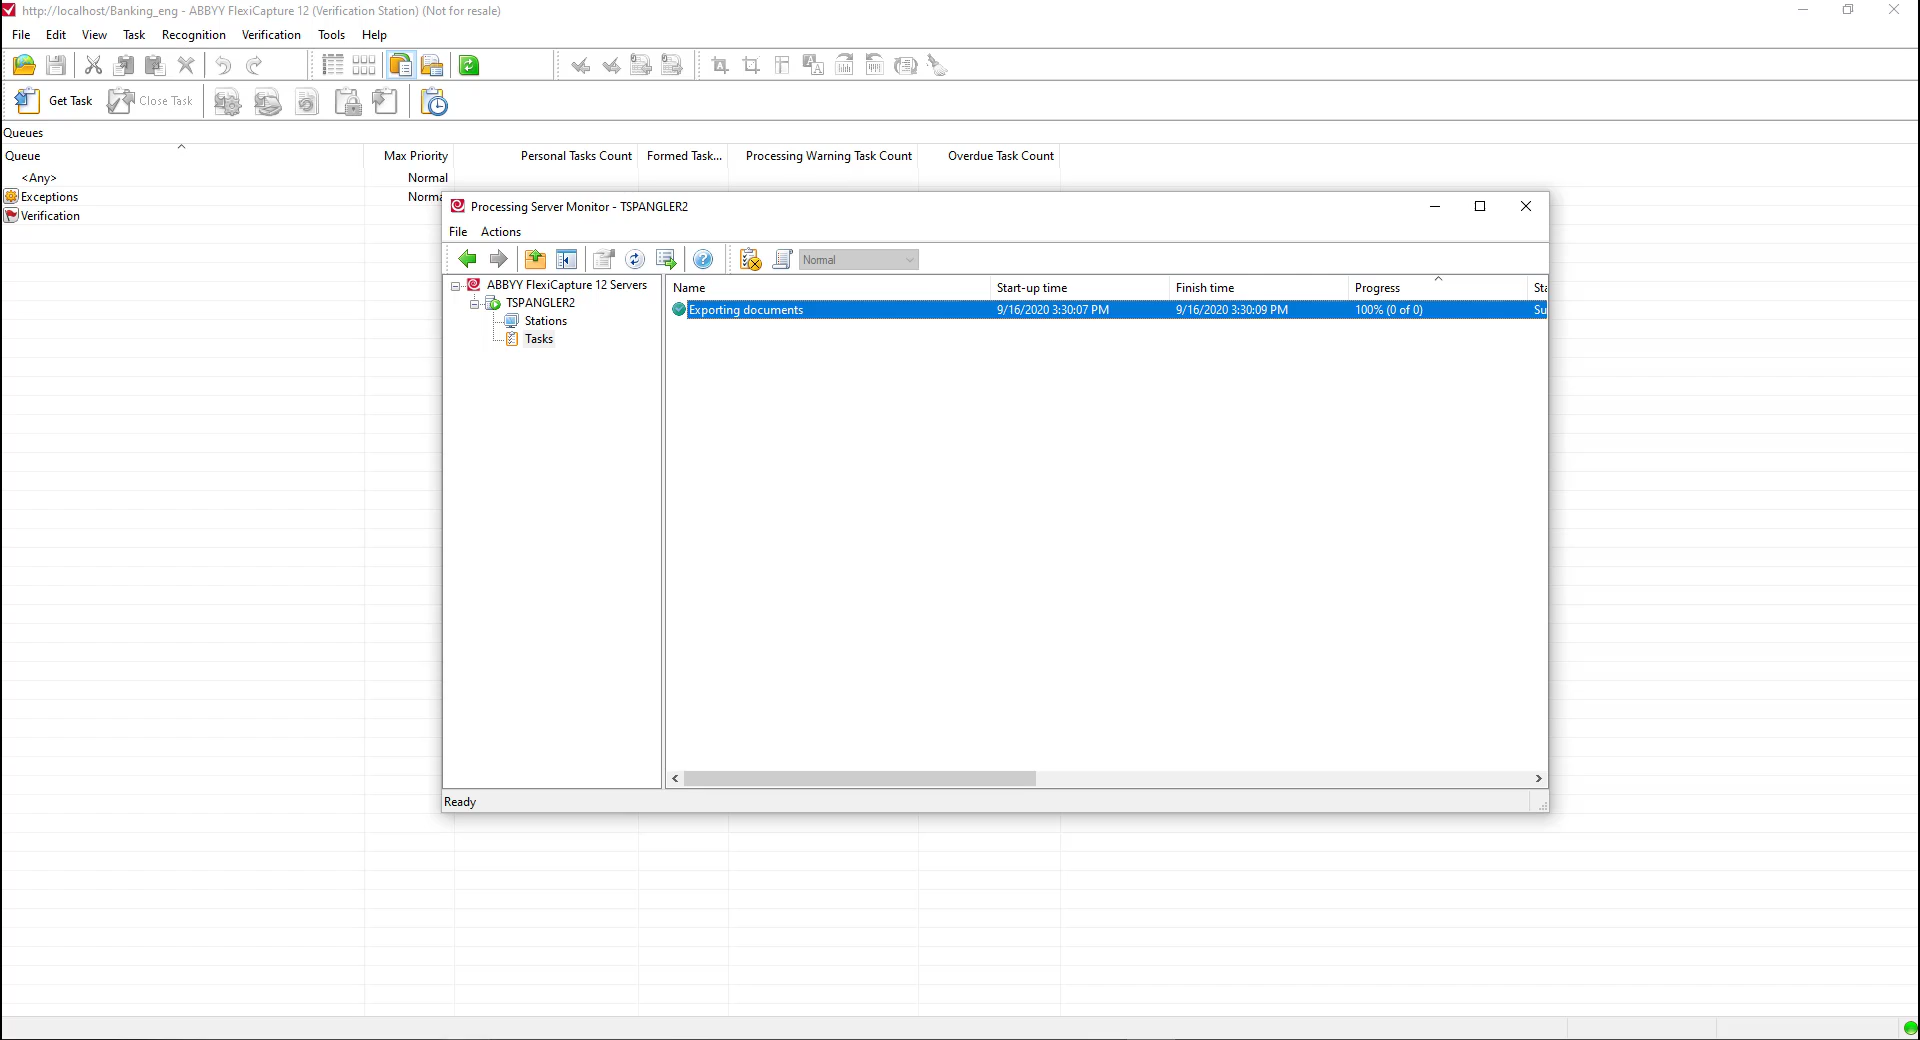 http://localhost/Banking_eng - ABBYY FlexiCapture 12 (Verification Station) (Not for resale)
File Edit View Task Recognition Verification Tools Help
Get Task Close Task
Queues
Queue Max Priority Personal Tasks Count Formed Task... Processing Warning Task Count Overdue Task Count
<Any> Normal
Exceptions Norma
Verification
Processing Server Monitor - TSPANGLER2
File Actions
Normal
ABBYY FlexiCapture 12 Servers
TSPANGLER2
Stations
Tasks
Name Start-up time Finish time Progress Sta
Exporting documents 9/16/2020 3:30:07 PM 9/16/2020 3:30:09 PM 100% (0 of 0) Su
Ready